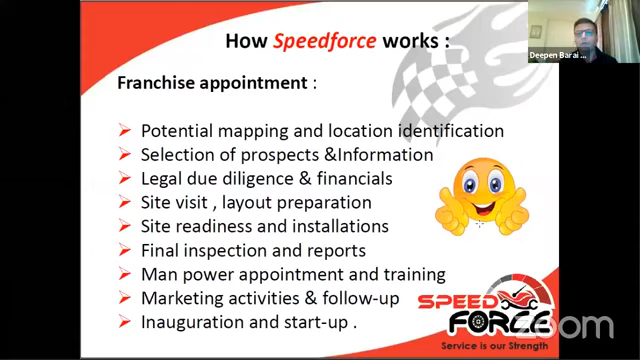 How Speedforce works :
Deepen Barai ...
Franchise appointment :
Potential mapping and location identification
Selection of prospects &Information
Legal due diligence & financials
Site visit , layout preparation
Site readiness and installations
Final inspection and reports
Man power appointment and training
Marketing activities & follow-up
Inauguration and start-up .
SPEED
FORCE
zoom
Service is our Strength